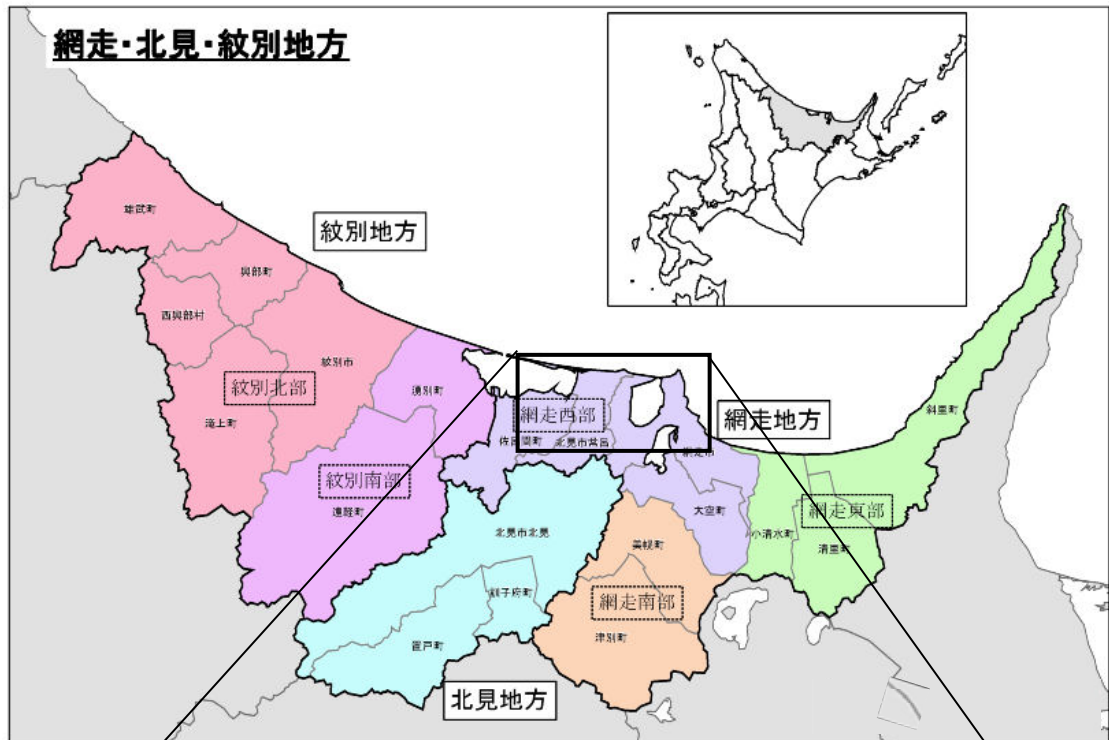 網走・北見・紋別地方
雄武町
紋別地方
興部町
西興部村
紋別市
紋別北部
湧別町
滝上町
網走西部
網走地方
斜里町
佐呂間町
北見市常呂
網走市
紋別南部
遠軽町
大空町
網走東部
小清水町
清里町
北見市北見
美幌町
訓子府町
網走南部
置戸町
津別町
北見地方